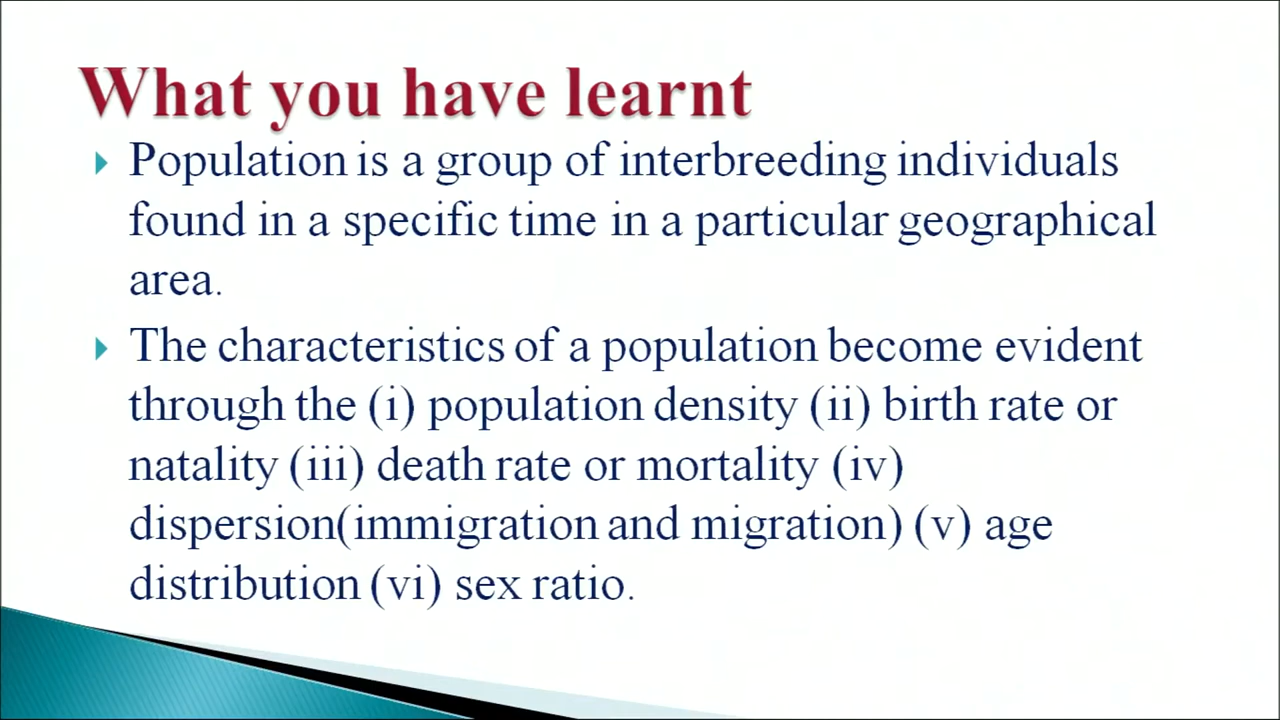 What you have learnt
Population is a group of interbreeding individuals
found in a specific time in a particular geographical
area.
The characteristics of a population become evident
through the (i) population density (ii) birth rate or
natality (iii) death rate or mortality (iv)
dispersion(immigration and migration) (v) age
distribution (vi) sex ratio.